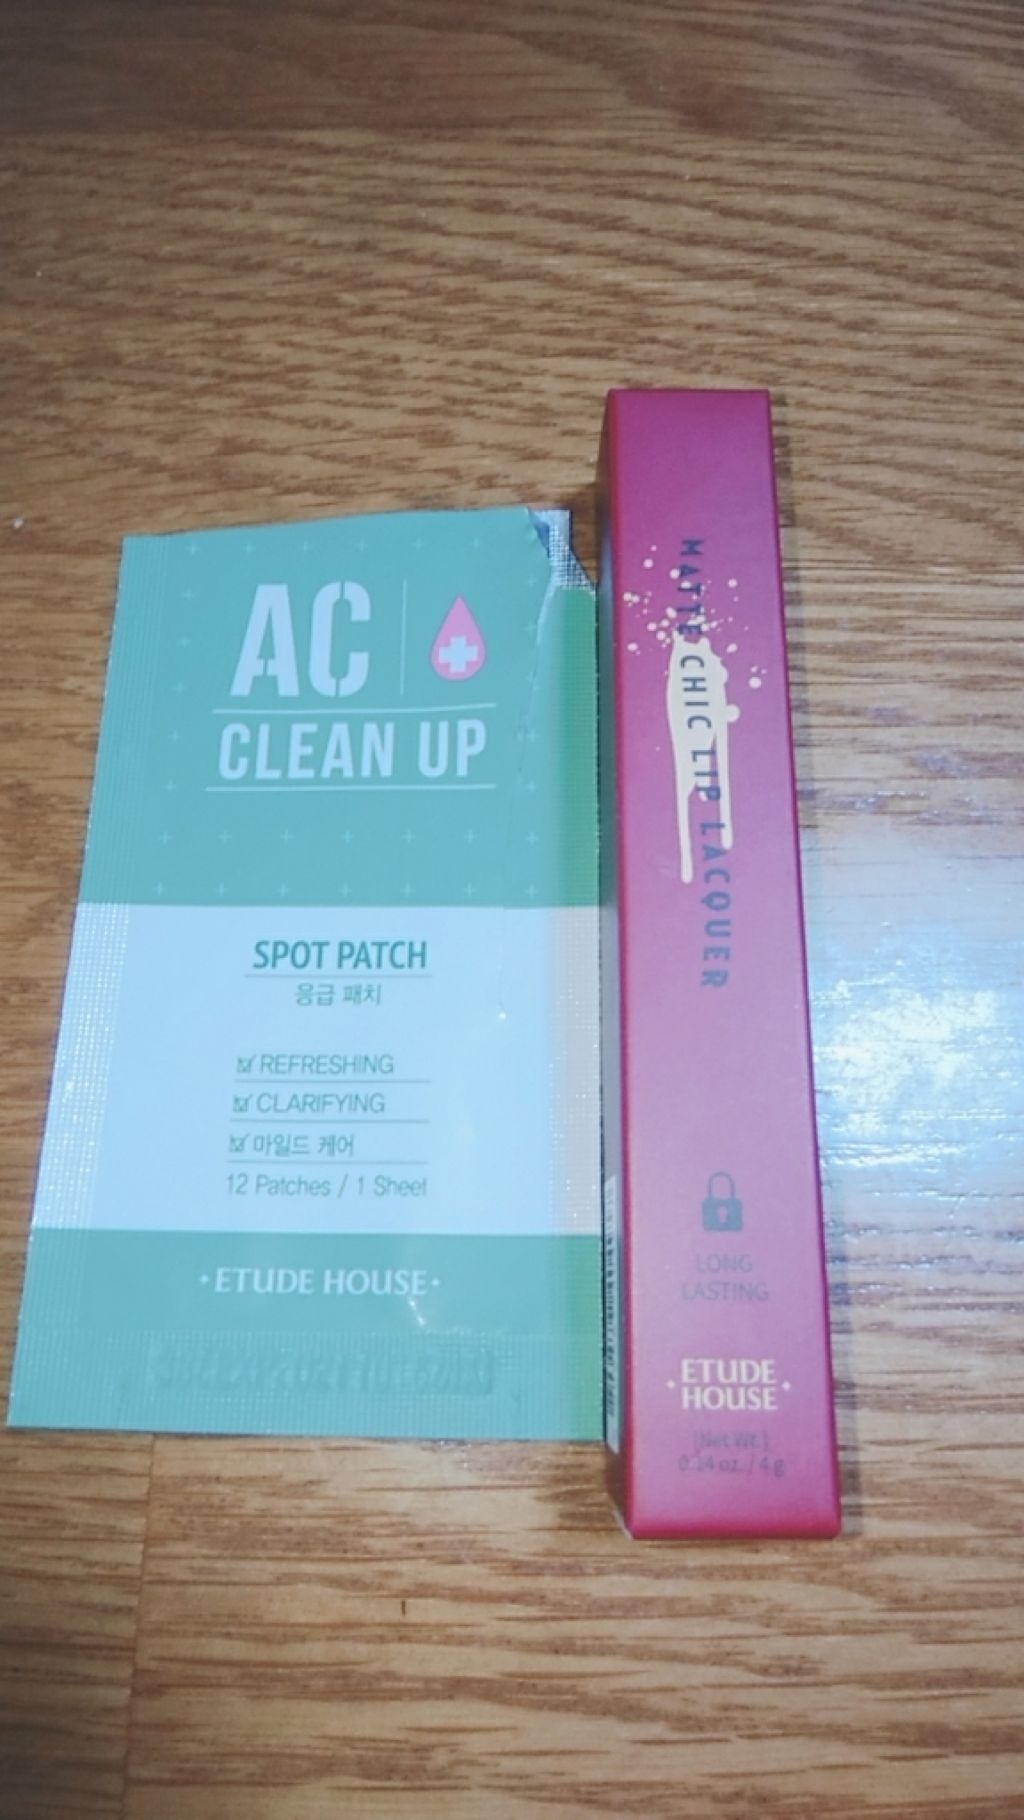 AC
CLEAN UP
SPOT PATCH
응급 패치
REFRESHING
CLARIFYING
마일드 케어
12 Patches / 1 Sheet
ETUDE HOUSE
MATTE CHIC LIP LACQUER
LONG
LASTING
ETUDE
HOUSE
[Net Wt.]
0.14 oz. / 4 g